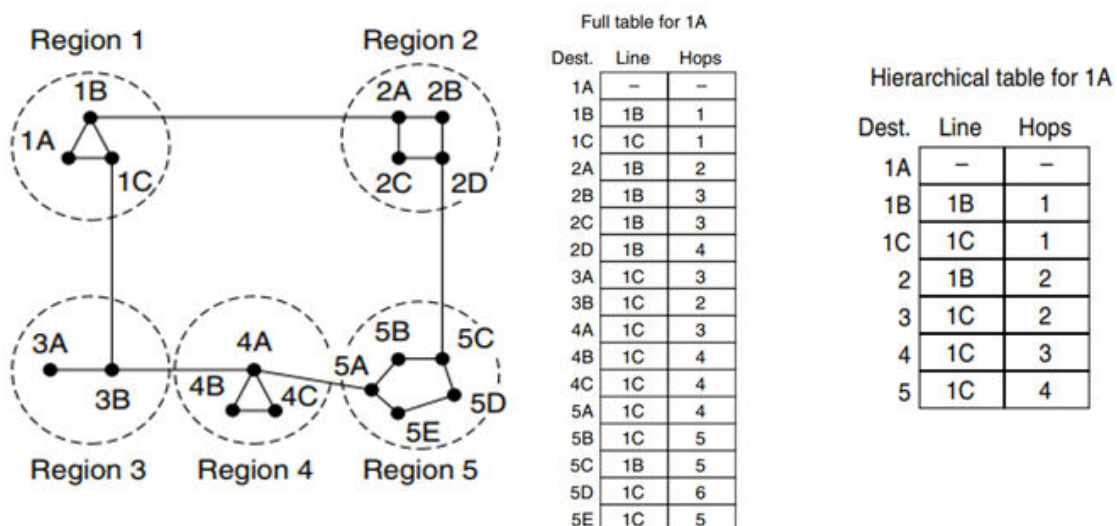 Region 1
Region 2
1B
1A
1C
2A 2B
2C 2D
3A
3B
4A
4B
4C
5A
5B
5C
5D
5E
Region 3
Region 4
Region 5
Full table for 1A
Dest. Line Hops
1A – –
1B 1B 1
1C 1C 1
2A 1B 2
2B 1B 3
2C 1B 3
2D 1B 4
3A 1C 3
3B 1C 2
4A 1C 3
4B 1C 4
4C 1C 4
5A 1C 4
5B 1C 5
5C 1B 5
5D 1C 6
5E 1C 5
Hierarchical table for 1A
Dest. Line Hops
1A – –
1B 1B 1
1C 1C 1
2 1B 2
3 1C 2
4 1C 3
5 1C 4